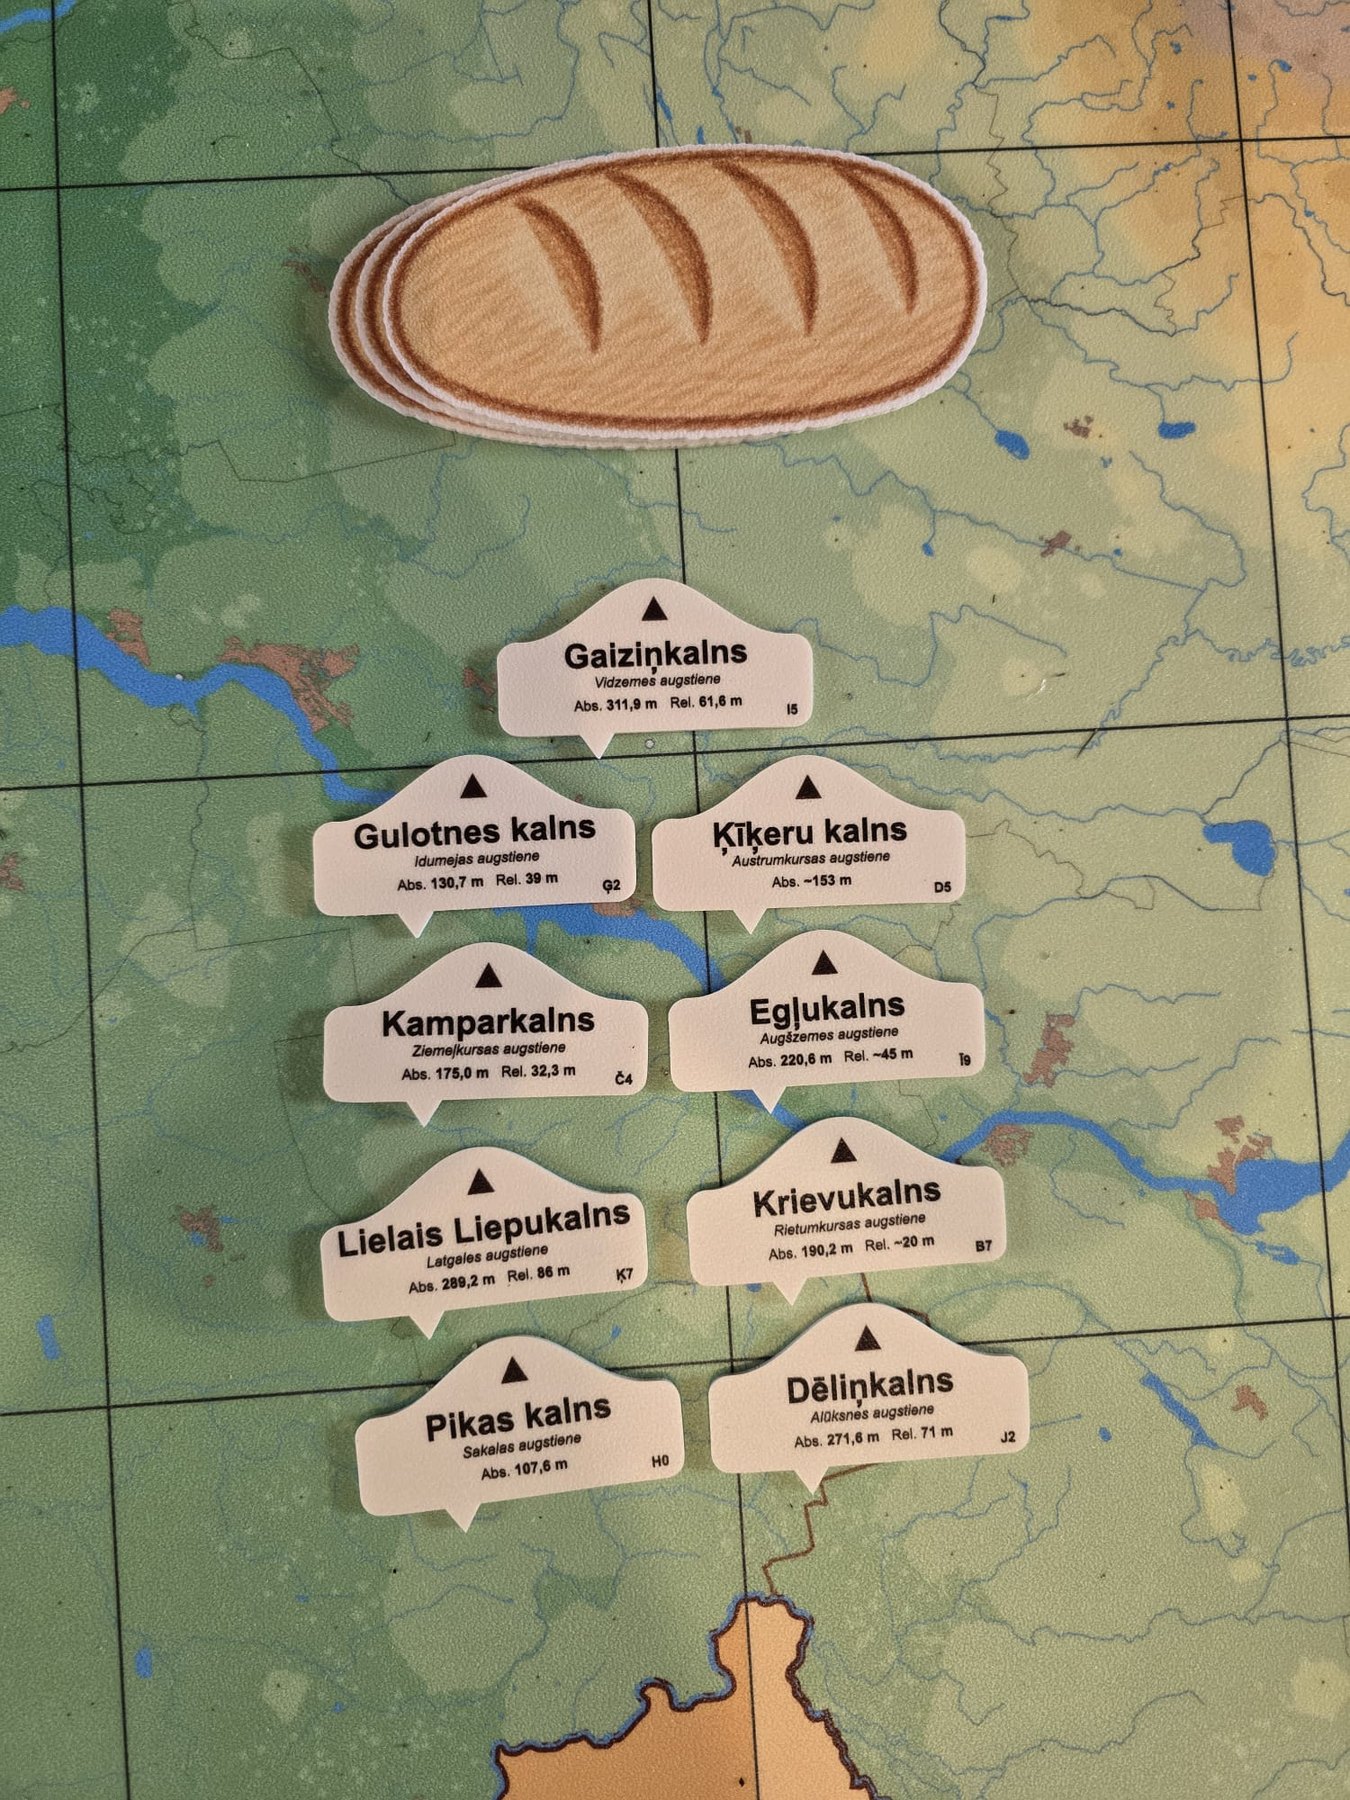 Gaiziņkalns
Vidzemes augstiene
Abs. 311,9 m Rel. 61,6 m
I5
Gulotnes kalns
Idumejas augstiene
Abs. 130,7 m Rel. 39 m
Ģ2
Ķīķeru kalns
Austrumkursas augstiene
Abs. ~153 m
D5
Kamparkalns
Ziemeļkursas augstiene
Abs. 175,0 m Rel. 32,3 m
Č4
Egļukalns
Augšzemes augstiene
Abs. 220,6 m Rel. ~45 m
Ī9
Lielais Liepukalns
Latgales augstiene
Abs. 289,2 m Rel. 86 m
Ķ7
Krievukalns
Rietumkursas augstiene
Abs. 190,2 m Rel. ~20 m
B7
Pikas kalns
Sakalas augstiene
Abs. 107,6 m
H0
Dēliņkalns
Alūksnes augstiene
Abs. 271,6 m Rel. 71 m
J2